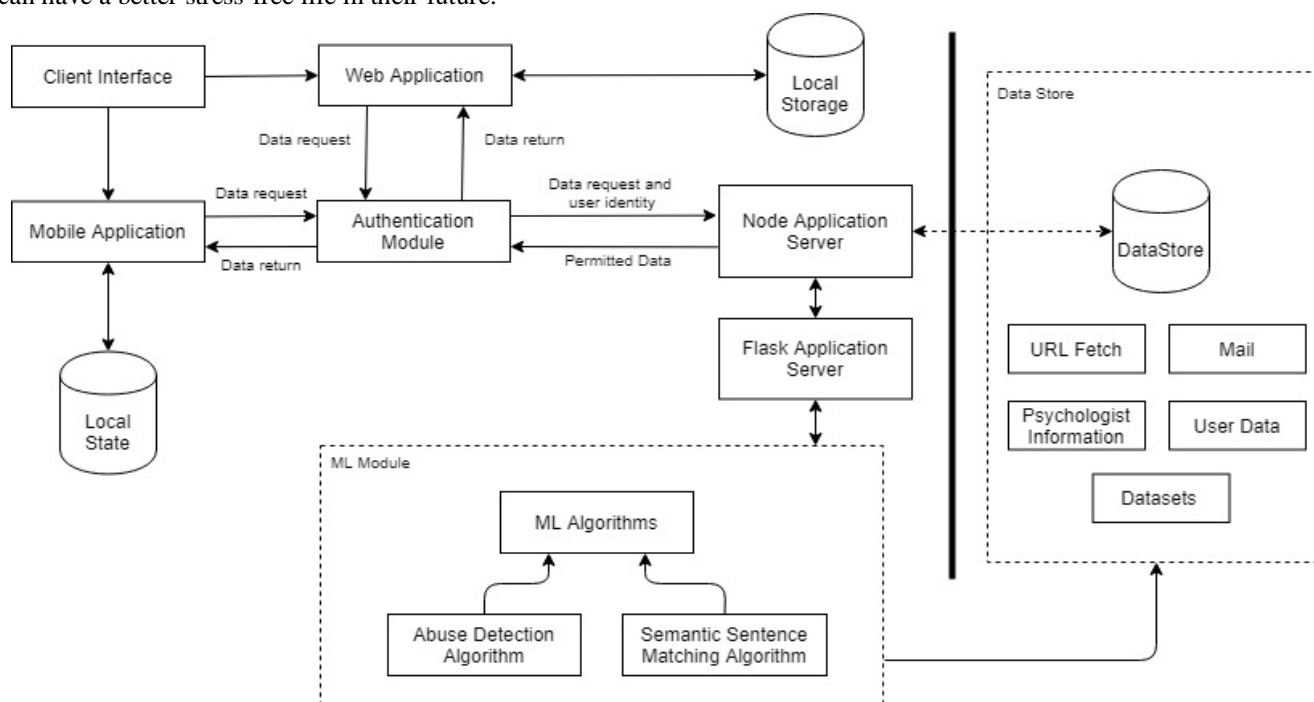 can have a better stress-free life in their future.
Client Interface
Web Application
Local
Storage
Data Store
Data request
Data return
Mobile Application
Data request
Data return
Authentication
Module
Data request and
user identity
Permitted Data
Node Application
Server
DataStore
Flask Application
Server
URL Fetch
Mail
Psychologist
Information
User Data
Datasets
Local
State
ML Module
ML Algorithms
Abuse Detection
Algorithm
Semantic Sentence
Matching Algorithm